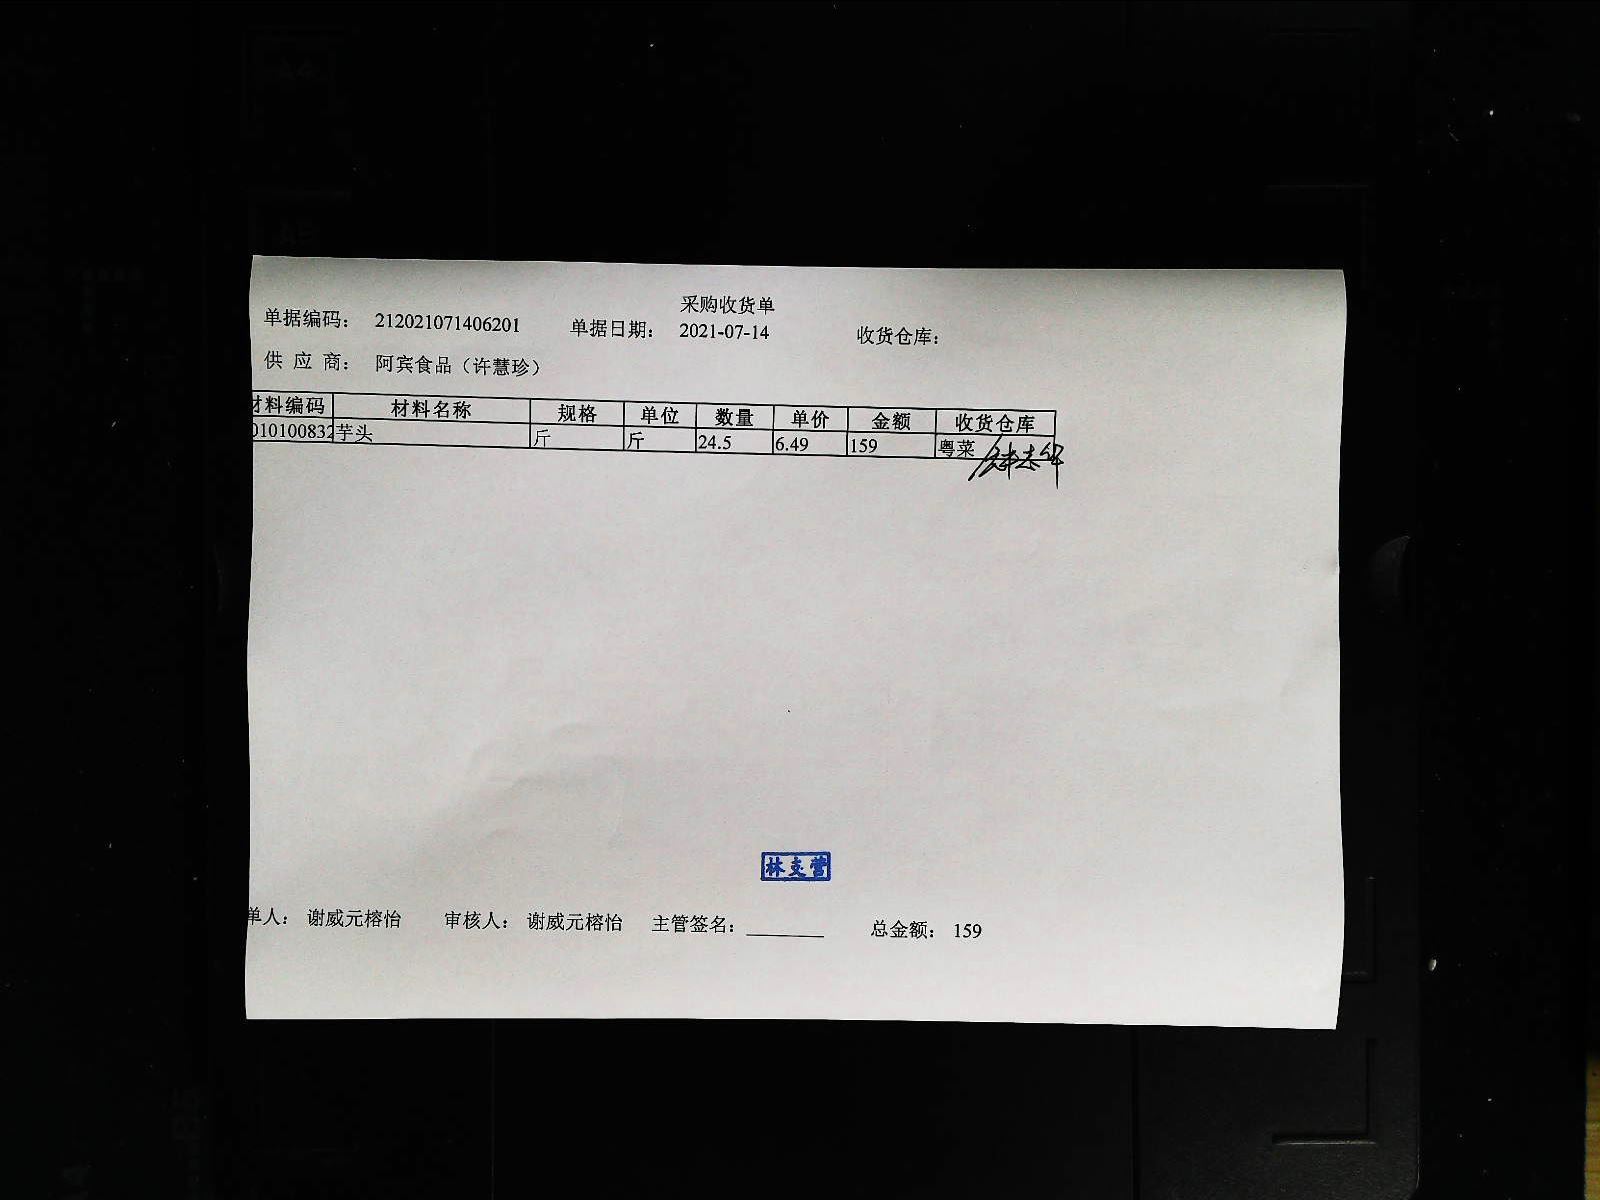 采购收货单
单据编码： 212021071406201 单据日期： 2021-07-14 收货仓库：
供 应 商： 阿宾食品（许慧珍）
材料编码 材料名称 规格 单位 数量 单价 金额 收货仓库
010100832 芋头 斤 斤 24.5 6.49 159 粤菜
单人： 谢威元榕怡 审核人： 谢威元榕怡 主管签名：________ 总金额： 159